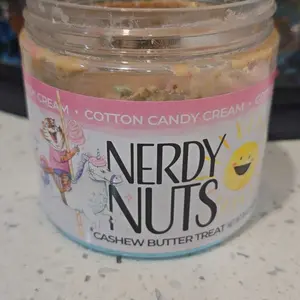 CREAM • COTTON CANDY CREAM •
NERDY
NUTS
CASHEW BUTTER TREAT